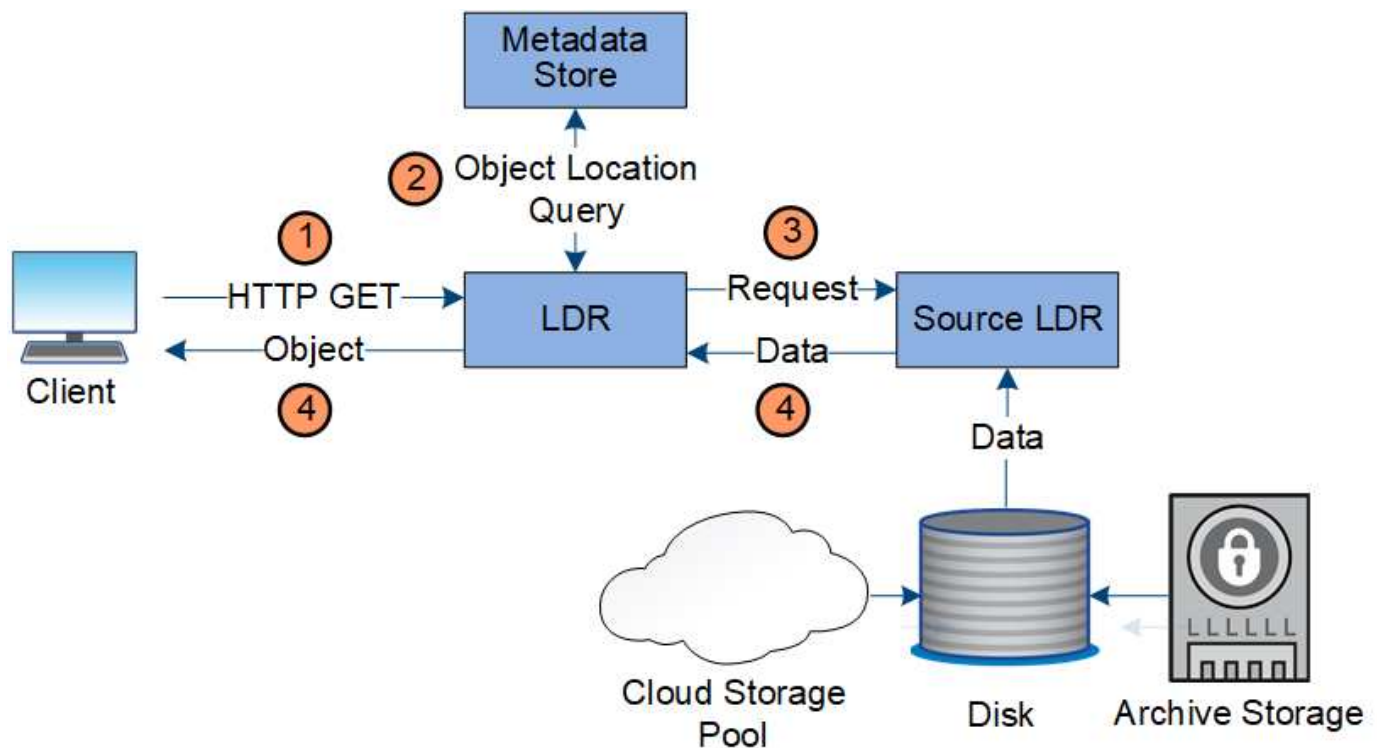 Metadata
Store
2
Object Location
Query
1
3
HTTP GET
LDR
Request
Source LDR
Object
Data
Client
4
4
Data
LLLLLL
Cloud Storage
Pool
Disk
Archive Storage